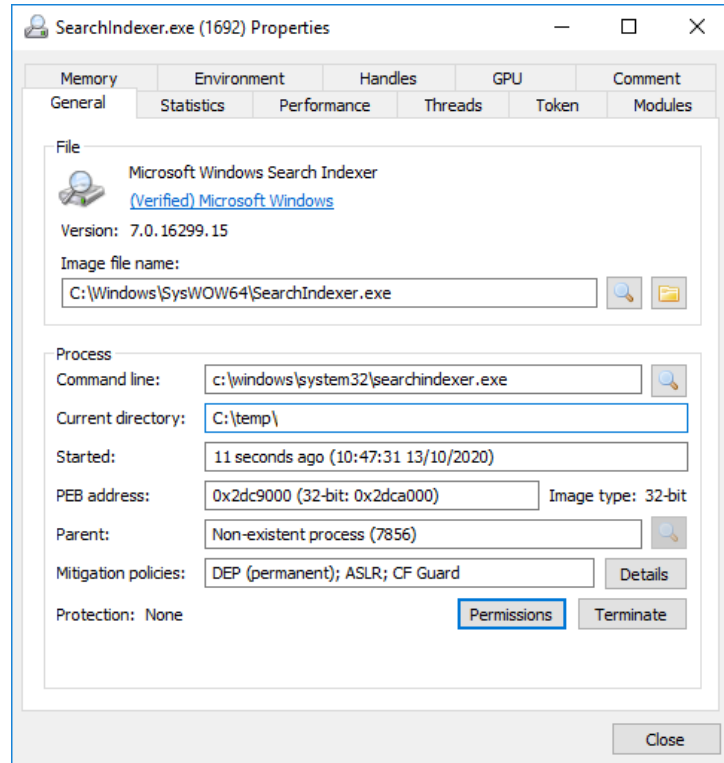 SearchIndexer.exe (1692) Properties
Memory Environment Handles GPU Comment
General Statistics Performance Threads Token Modules
File
Microsoft Windows Search Indexer
(Verified) Microsoft Windows
Version: 7.0.16299.15
Image file name:
C:\Windows\SysWOW64\SearchIndexer.exe
Process
Command line: c:\windows\system32\searchindexer.exe
Current directory: C:\temp\
Started: 11 seconds ago (10:47:31 13/10/2020)
PEB address: 0x2dc9000 (32-bit: 0x2dca000) Image type: 32-bit
Parent: Non-existent process (7856)
Mitigation policies: DEP (permanent); ASLR; CF Guard Details
Protection: None Permissions Terminate
Close